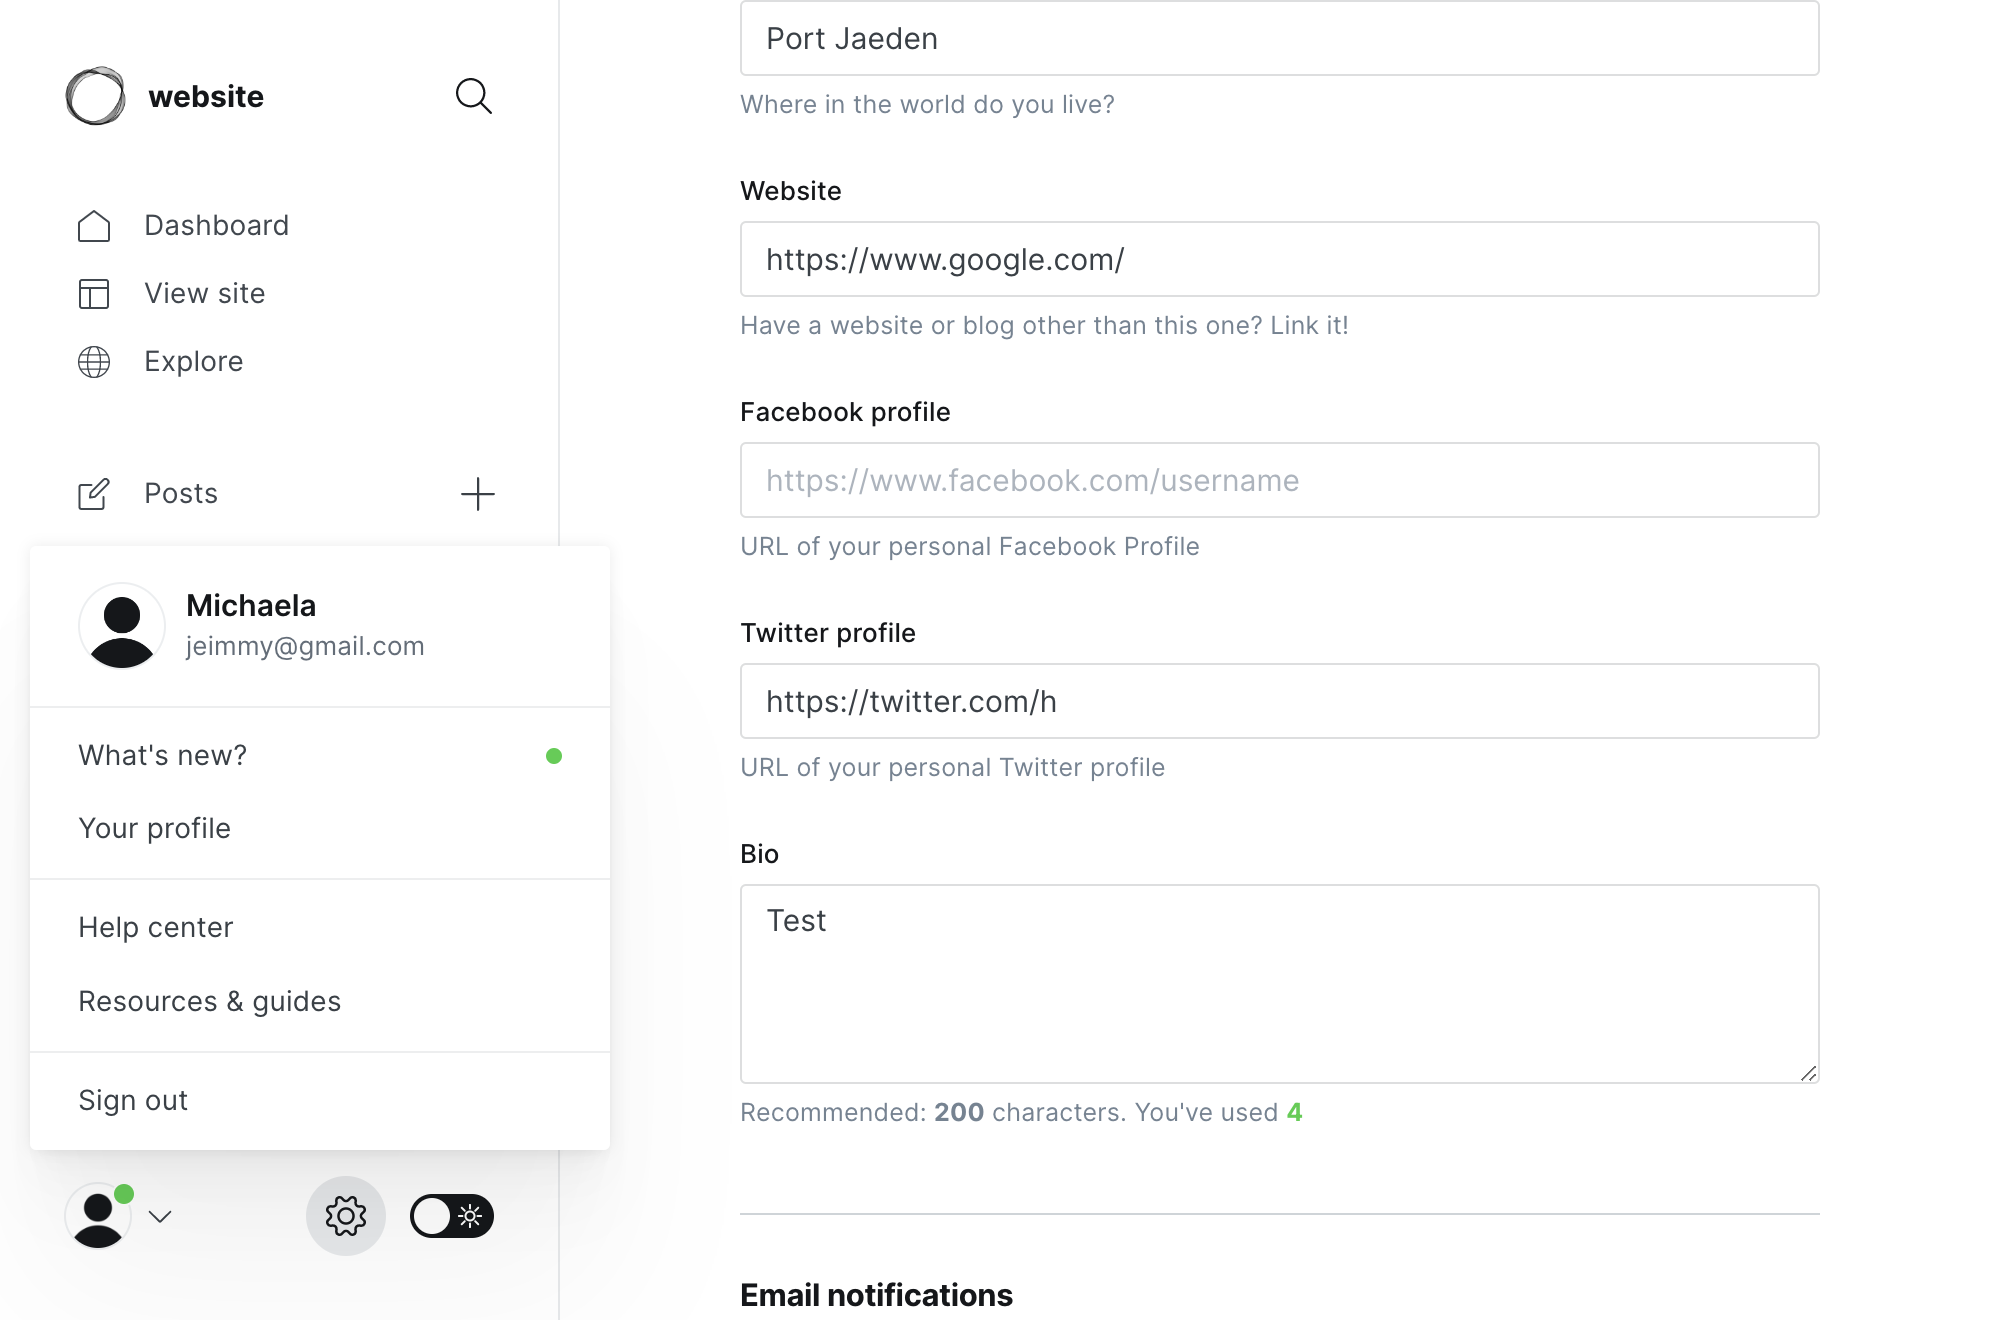 website
Dashboard
View site
Explore
Posts
Michaela
jeimmy@gmail.com
What's new?
Your profile
Help center
Resources & guides
Sign out
Port Jaeden
Where in the world do you live?
Website
https://www.google.com/
Have a website or blog other than this one? Link it!
Facebook profile
https://www.facebook.com/username
URL of your personal Facebook Profile
Twitter profile
https://twitter.com/h
URL of your personal Twitter profile
Bio
Test
Recommended: 200 characters. You've used 4
Email notifications